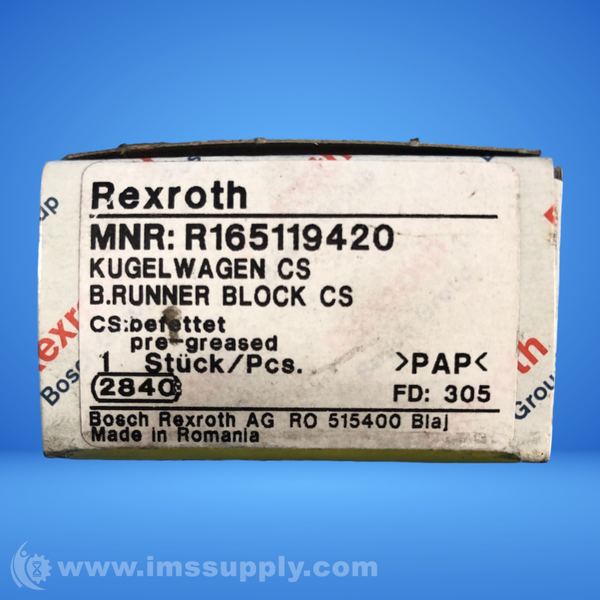 Rexroth
MNR: R165119420
KUGELWAGEN CS
B.RUNNER BLOCK CS
CS:befettet
pre-greased
1 Stück/Pcs. >PAP<
2840 FD: 305
Bosch Rexroth AG RO 515400 Blaj
Made in Romania
Group
www.imssupply.com